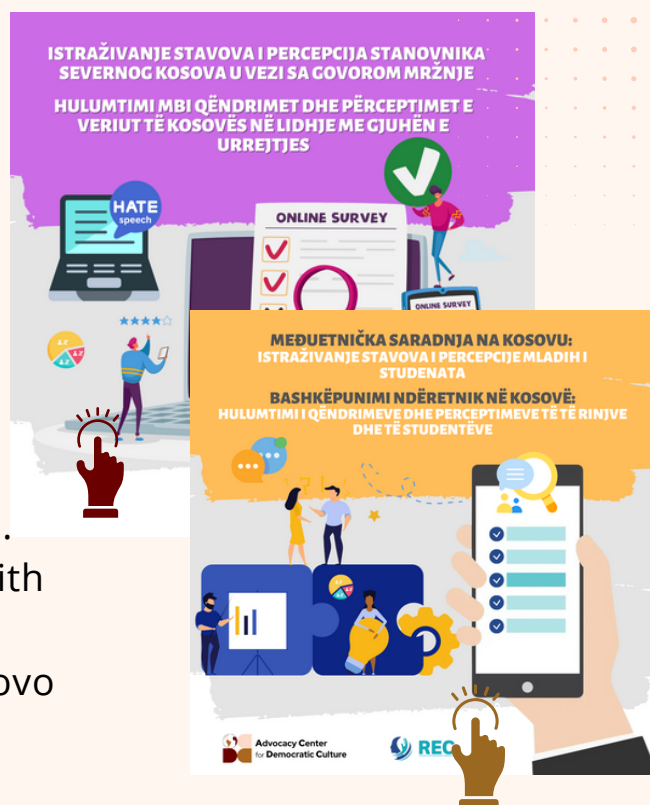 ISTRAŽIVANJE STAVOVA I PERCEPCIJA STANOVNIKA
SEVERNOG KOSOVA U VEZI SA GOVOROM MRŽNJE
HULUMTIMI MBI QËNDRIMET DHE PËRCEPTIMET E
VERIUT TË KOSOVËS NË LIDHJE ME GJUHËN E
URREJTJES
HATE
speech
ONLINE SURVEY
ONLINE SURVEY
MEĐUETNIČKA SARADNJA NA KOSOVU:
ISTRAŽIVANJE STAVOVA I PERCEPCIJE MLADIH I
STUDENATA
BASHKËPUNIMI NDËRETNIK NË KOSOVË:
HULUMTIMI I QËNDRIMEVE DHE PERCEPTIMEVE TË TË RINJVE
DHE TË STUDENTËVE
.
ith
ovo
Advocacy Center
for Democratic Culture
REC